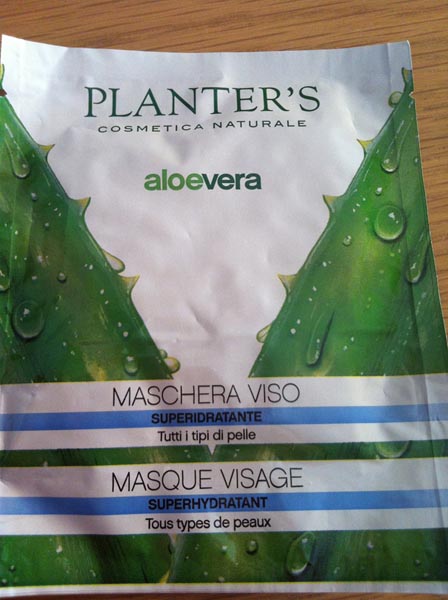 PLANTER'S
COSMETICA NATURALE
aloevera
MASCHERA VISO
SUPERIDRATANTE
Tutti i tipi di pelle
MASQUE VISAGE
SUPERHYDRATANT
Tous types de peaux